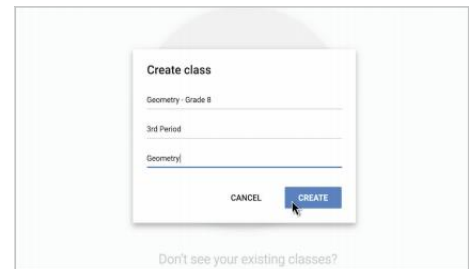 Create class
Geometry - Grade 8
3rd Period
Geometry
CANCEL CREATE
Don't see your existing classes?